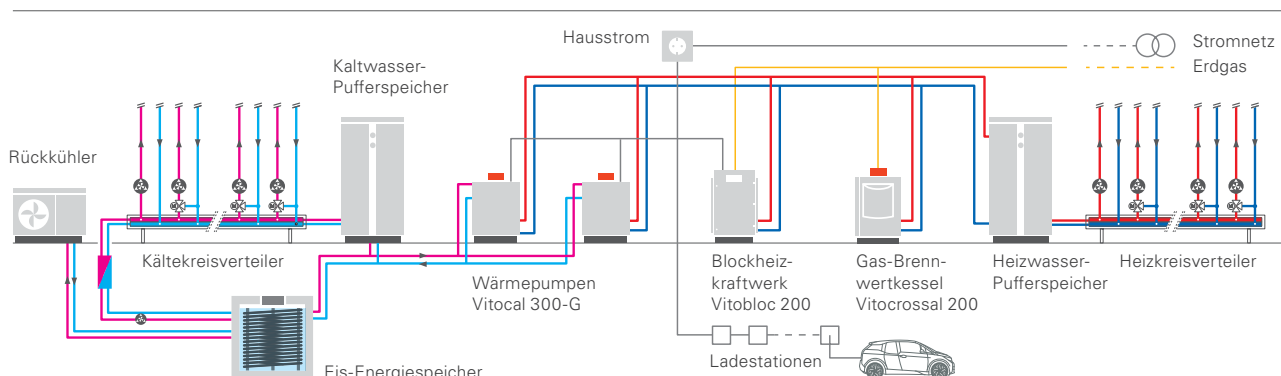 Hausstrom
Stromnetz
Erdgas
Kaltwasser-
Pufferspeicher
Rückkühler
Kältekreisverteiler
Wärmepumpen
Vitocal 300-G
Blockheiz-
kraftwerk
Vitobloc 200
Gas-Brenn-
wertkessel
Vitocrossal 200
Heizwasser-
Pufferspeicher
Heizkreisverteiler
Ladestationen
Eis-Energiespeicher